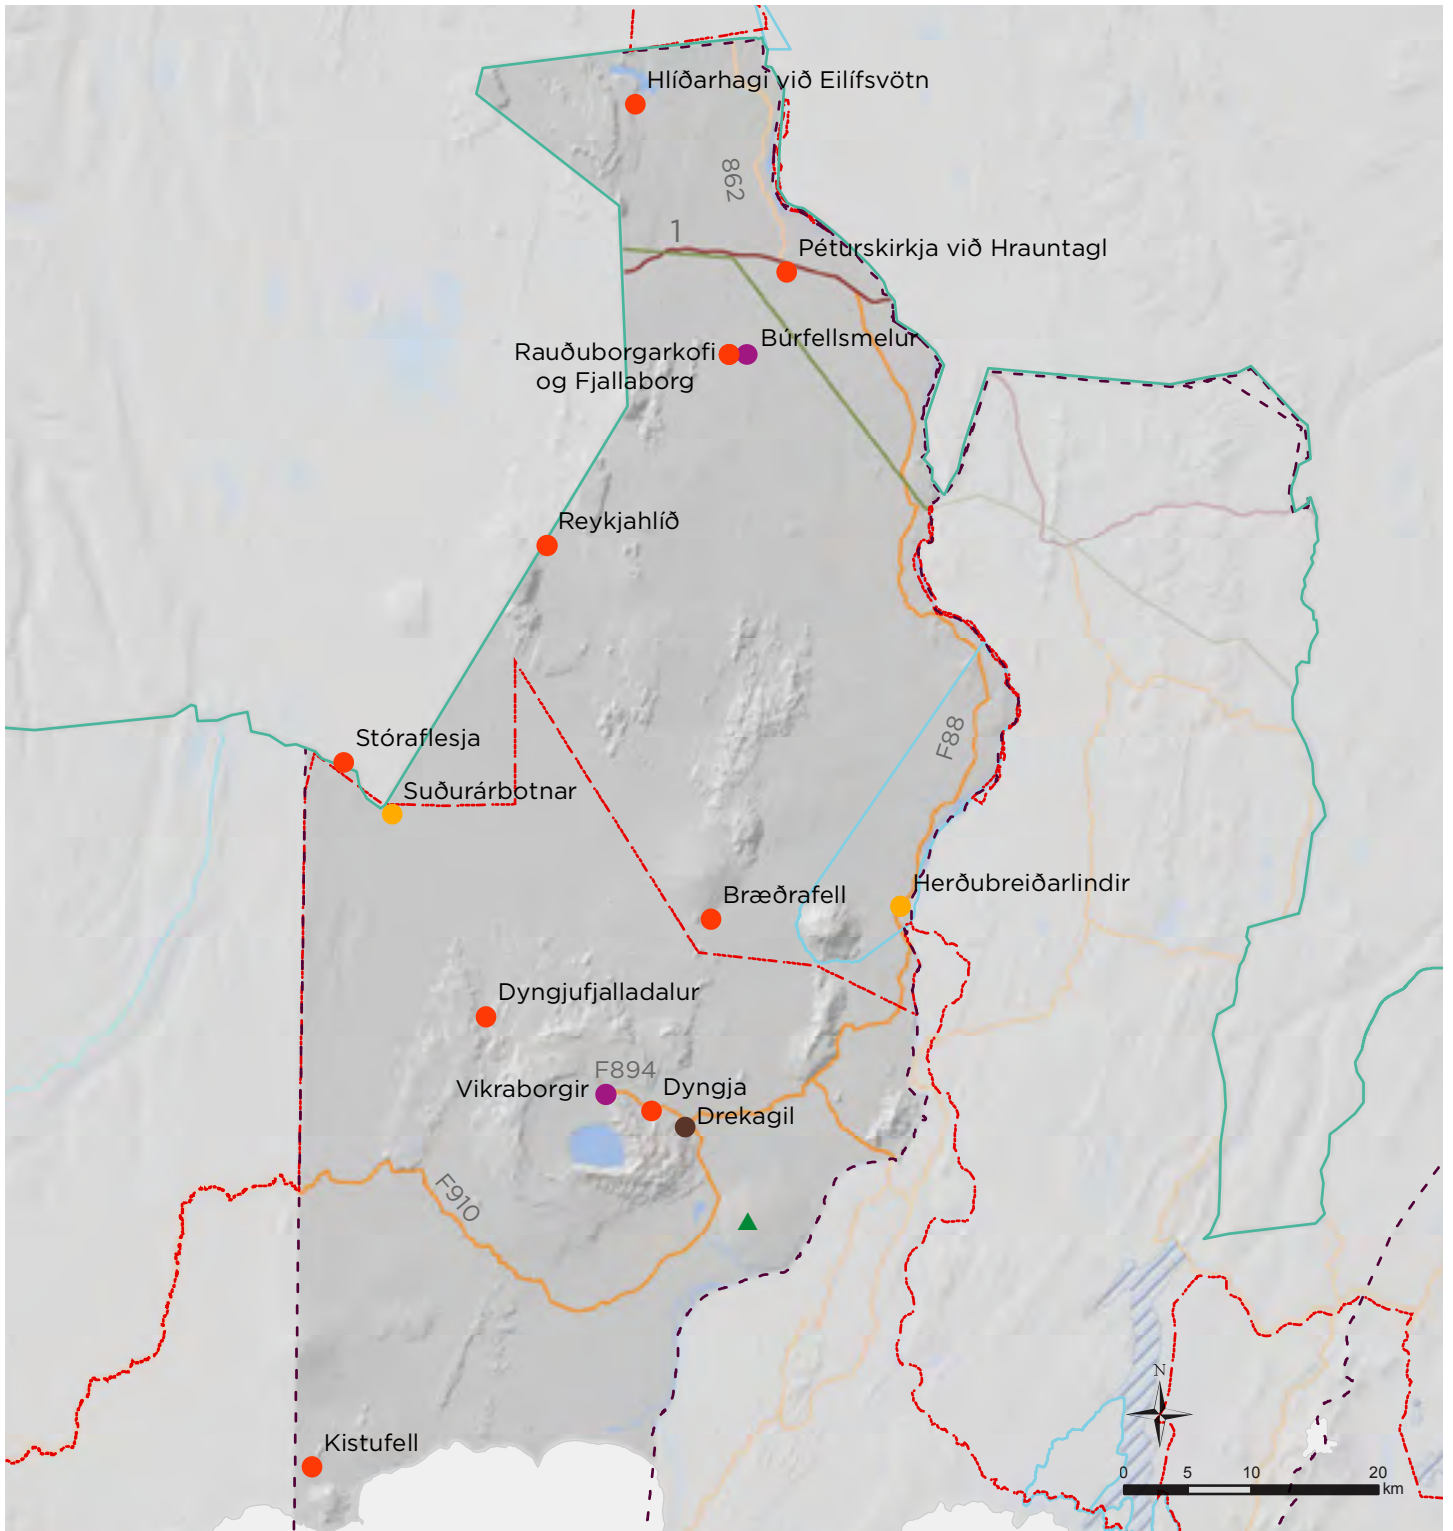 Hlíðarhagi við Eilífsvötn
862
1
Péturskirkja við Hrauntagl
Búrfellsmelur
Rauðuborgarkofi
og Fjallaborg
Reykjahlíð
F88
Stóraflesja
Suðurárbotnar
Herðubreiðarlindir
Bræðrafell
Dyngjufjalladalur
F894
Vikraborgir
Dyngja
Drekagil
F910
N
Kistufell
0 5 10 20
km